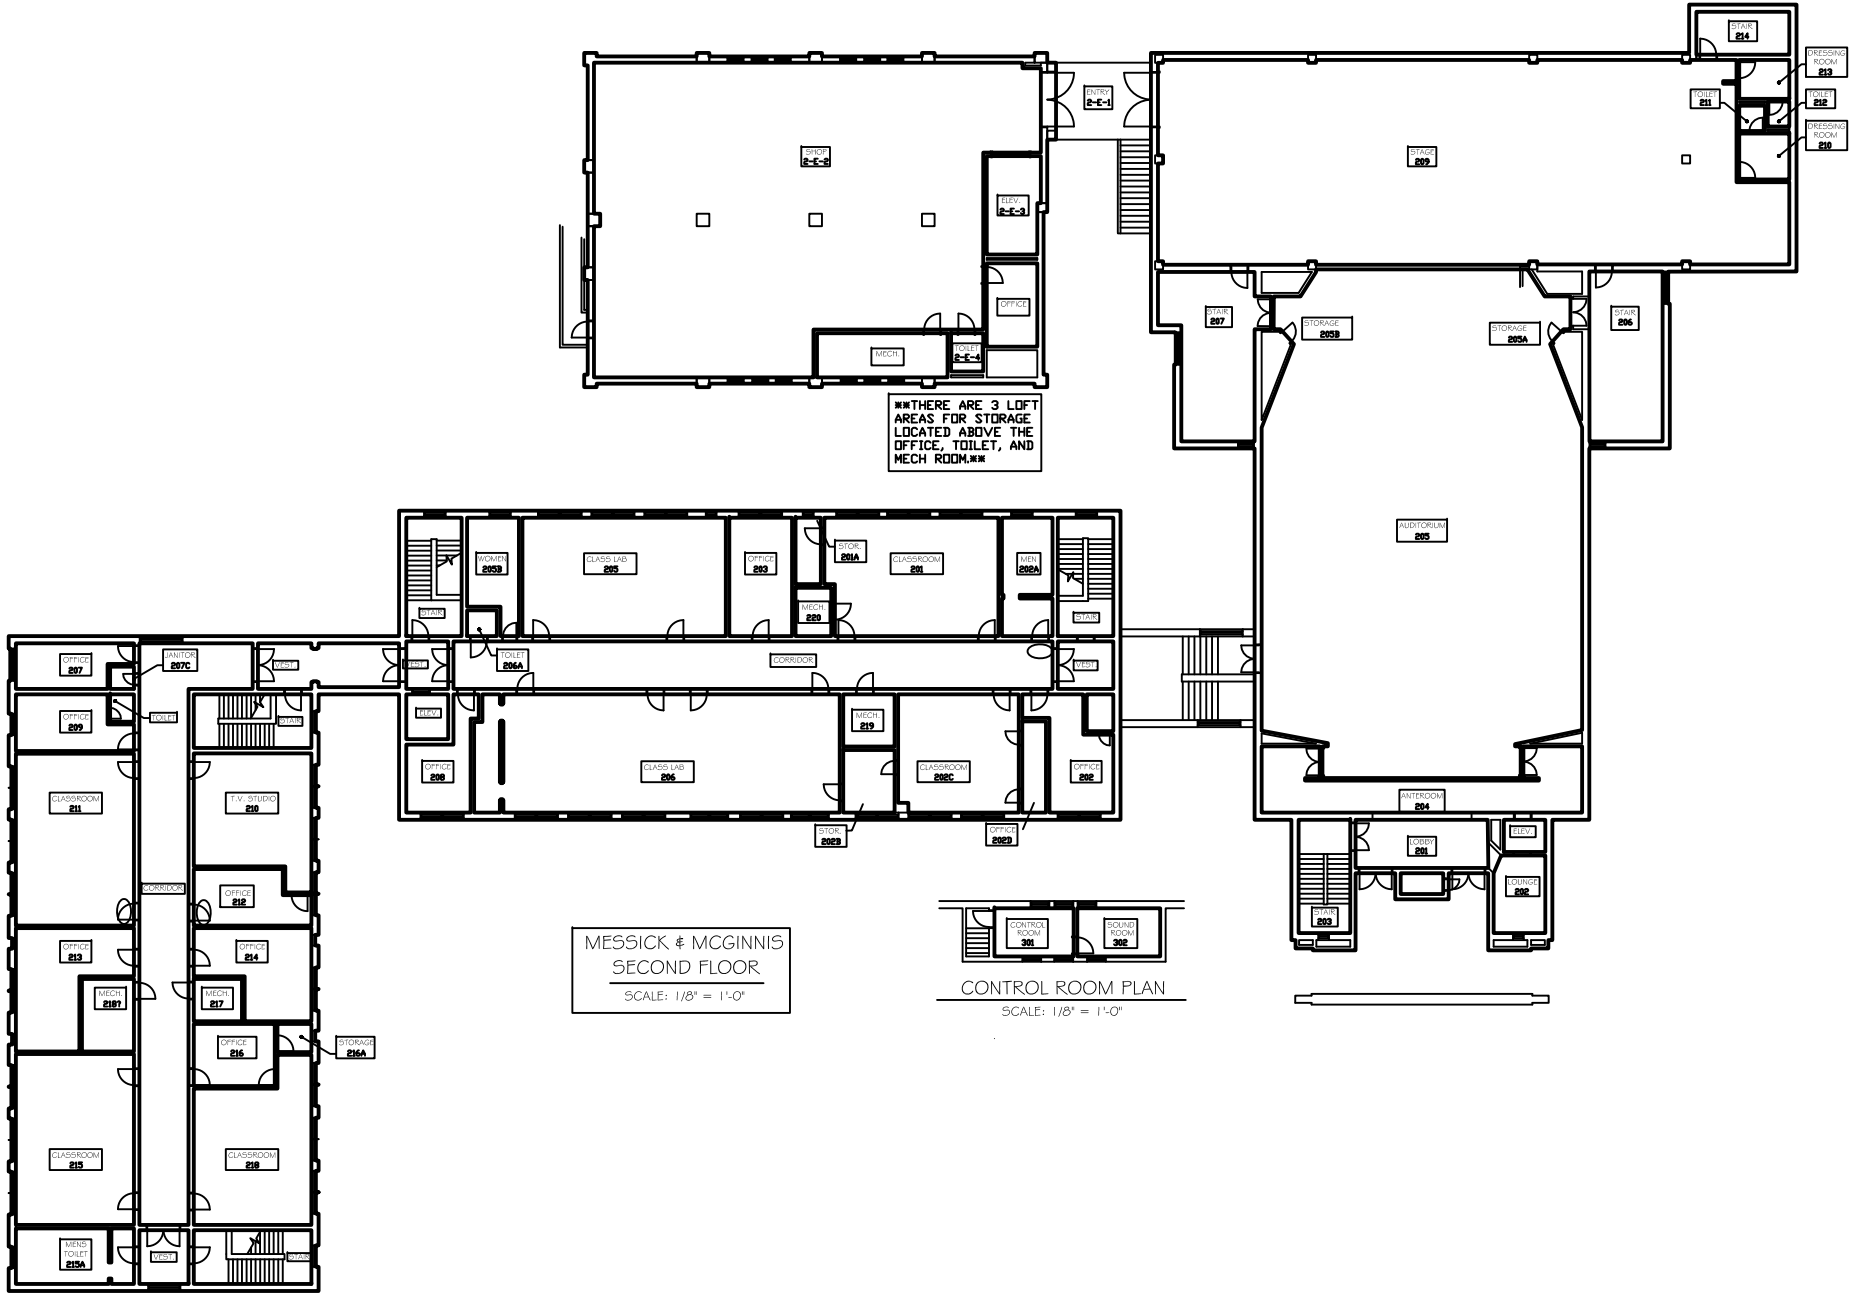 STAIR
214
DRESSING
ROOM
213
TOILET
211
TOILET
212
DRESSING
ROOM
210
ENTRY
2-E-1
SHOP
2-E-2
STAGE
209
ELEV.
2-E-3
OFFICE
STAIR
207
STORAGE
205B
STORAGE
205A
STAIR
206
MECH.
TOILET
2-E-4
**THERE ARE 3 LOFT
AREAS FOR STORAGE
LOCATED ABOVE THE
OFFICE, TOILET, AND
MECH ROOM.**
AUDITORIUM
205
WOMEN
205B
CLASS LAB
205
OFFICE
203
STOR.
201A
CLASSROOM
201
MEN
202A
MECH.
220
STAIR
STAIR
OFFICE
207
JANITOR
207C
VEST.
VEST.
TOILET
206A
CORRIDOR
VEST.
OFFICE
209
TOILET
STAIR
ELEV.
MECH.
219
OFFICE
208
CLASS LAB
206
CLASSROOM
202C
OFFICE
202
STOR.
202B
OFFICE
202D
CLASSROOM
211
T.V. STUDIO
210
ANTEROOM
204
LOBBY
201
ELEV.
LOUNGE
202
STAIR
203
CORRIDOR
OFFICE
212
OFFICE
213
OFFICE
214
MECH.
218?
MECH.
217
OFFICE
216
STORAGE
216A
MESSICK & MCGINNIS
SECOND FLOOR
SCALE: 1/8" = 1'-0"
CONTROL
ROOM
301
SOUND
ROOM
302
CONTROL ROOM PLAN
SCALE: 1/8" = 1'-0"
CLASSROOM
215
CLASSROOM
218
MENS
TOILET
215A
VEST.
STAIR